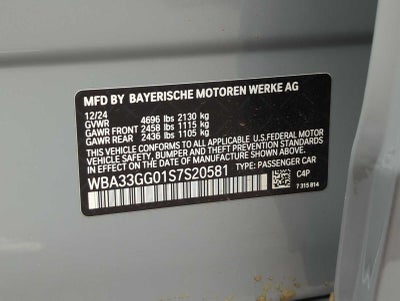 MFD BY BAYERISCHE MOTOREN WERKE AG
12/24
GVWR 4696 lbs 2130 kg
GAWR FRONT 2458 lbs 1115 kg
GAWR REAR 2436 lbs 1105 kg
THIS VEHICLE CONFORMS TO ALL APPLICABLE U.S. FEDERAL MOTOR
VEHICLE SAFETY, BUMPER, AND THEFT PREVENTION STANDARDS
IN EFFECT ON THE DATE OF MANUFACTURE SHOWN ABOVE.
WBA33GG01S7S20581 TYPE: PASSENGER CAR
C4P
7 315 814